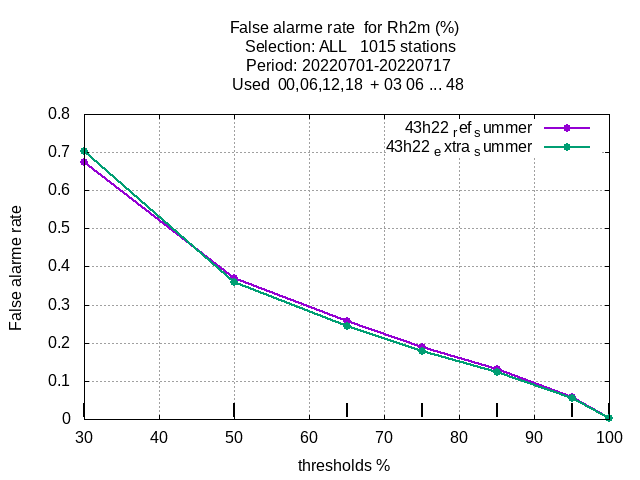 False alarme rate  for Rh2m (%)
Selection: ALL   1015 stations
Period: 20220701-20220717
Used  00,06,12,18  + 03 06 ... 48
43h22 ref summer
43h22 extra summer
0.8
0.7
0.6
0.5
0.4
0.3
0.2
0.1
0
False alarme rate
30 40 50 60 70 80 90 100
thresholds %